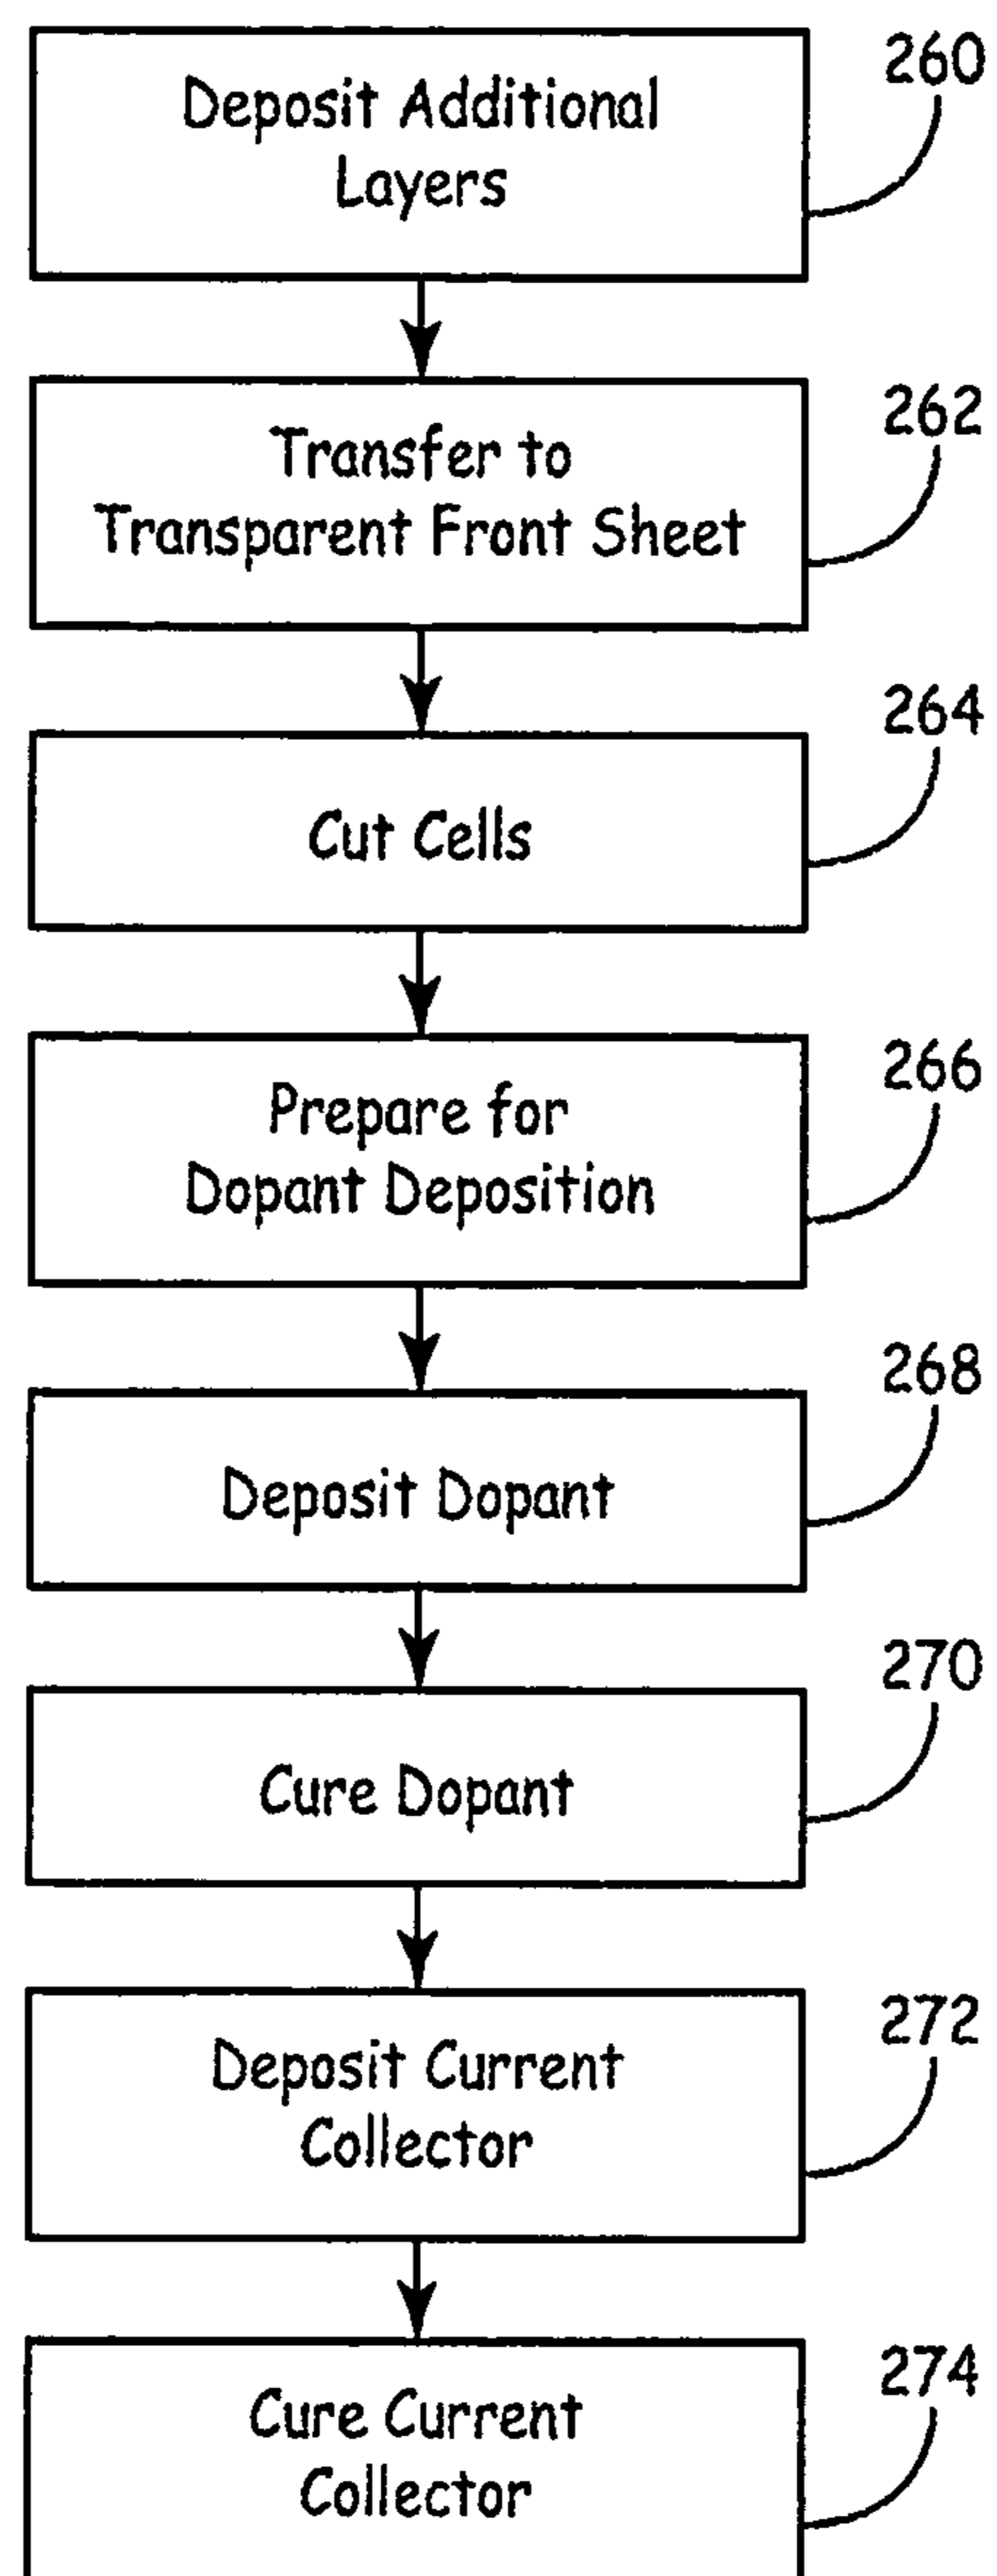 260
Deposit Additional
Layers
262
Transfer to
Transparent Front Sheet
264
Cut Cells
266
Prepare for
Dopant Deposition
268
Deposit Dopant
270
Cure Dopant
272
Deposit Current
Collector
274
Cure Current
Collector